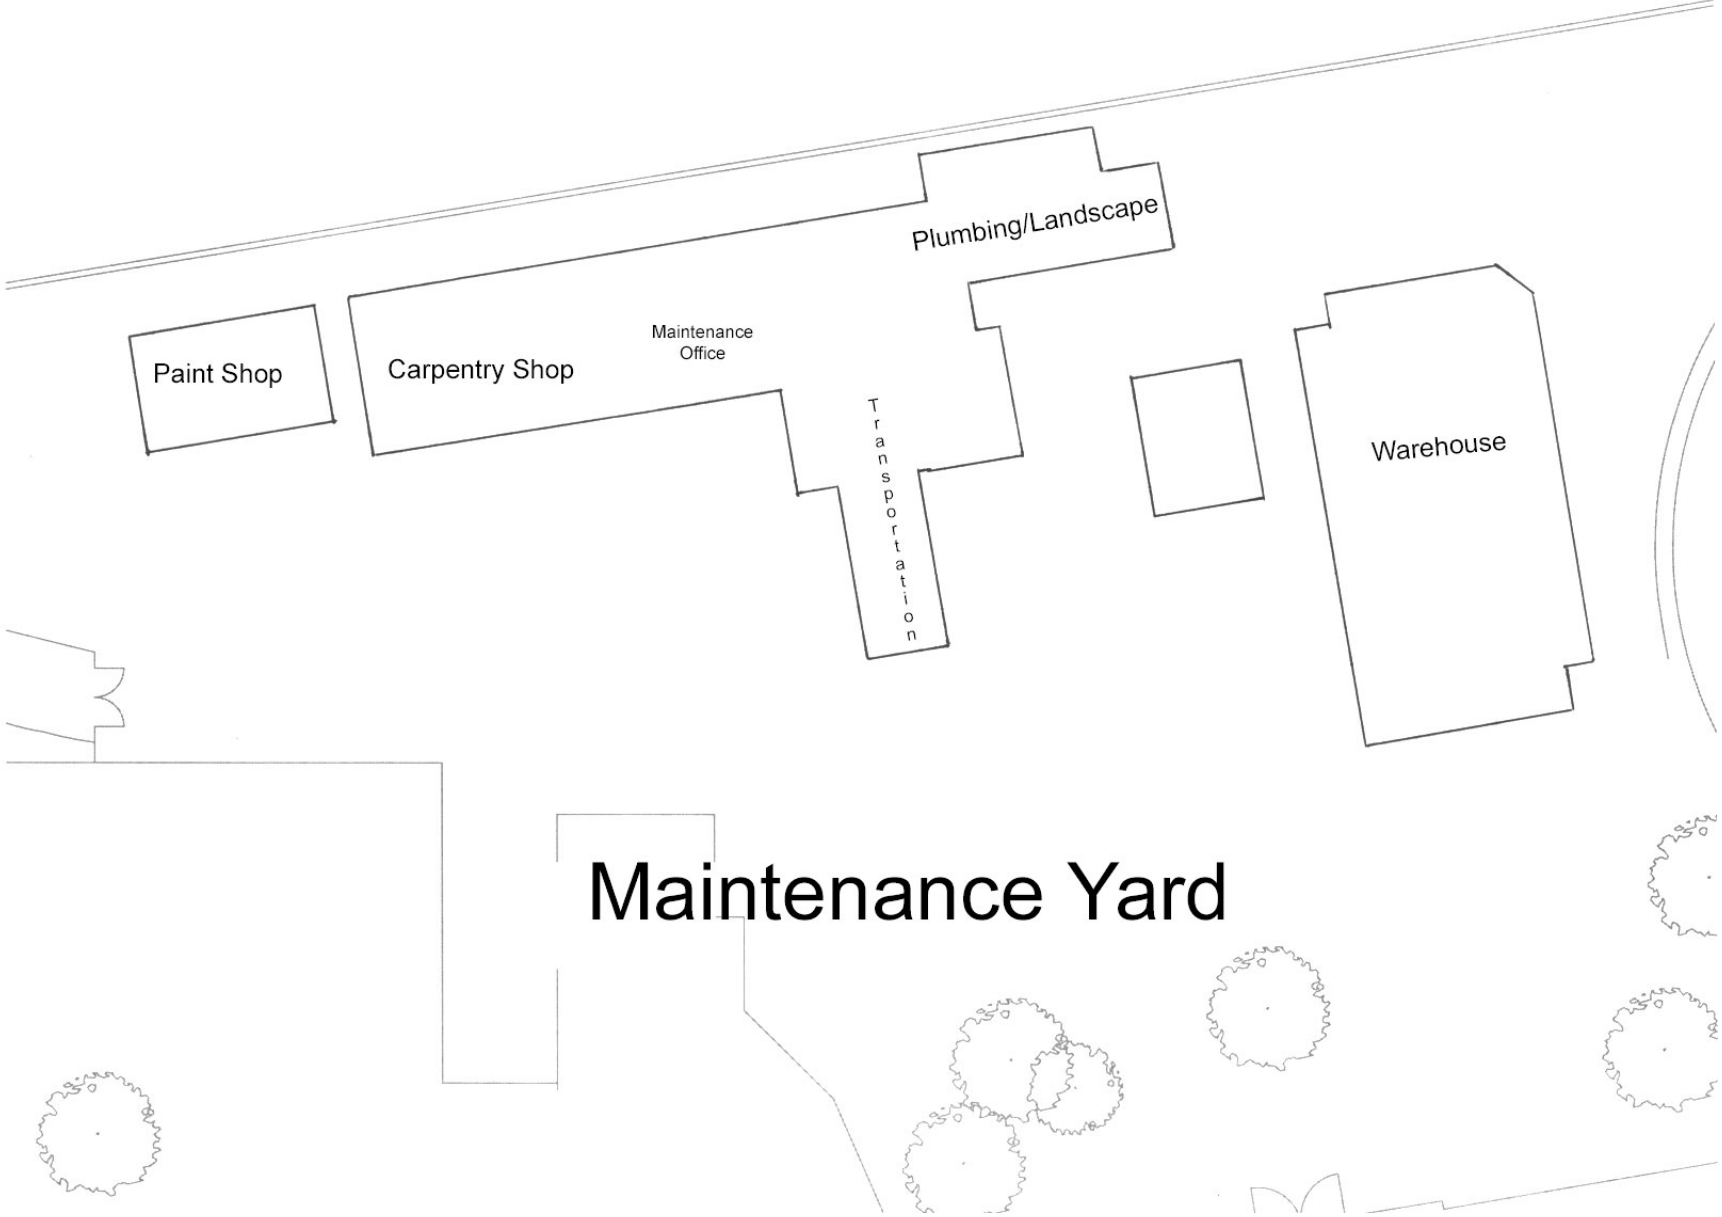 Plumbing/Landscape
Maintenance
Office
Paint Shop
Carpentry Shop
Transportation
Warehouse
Maintenance Yard